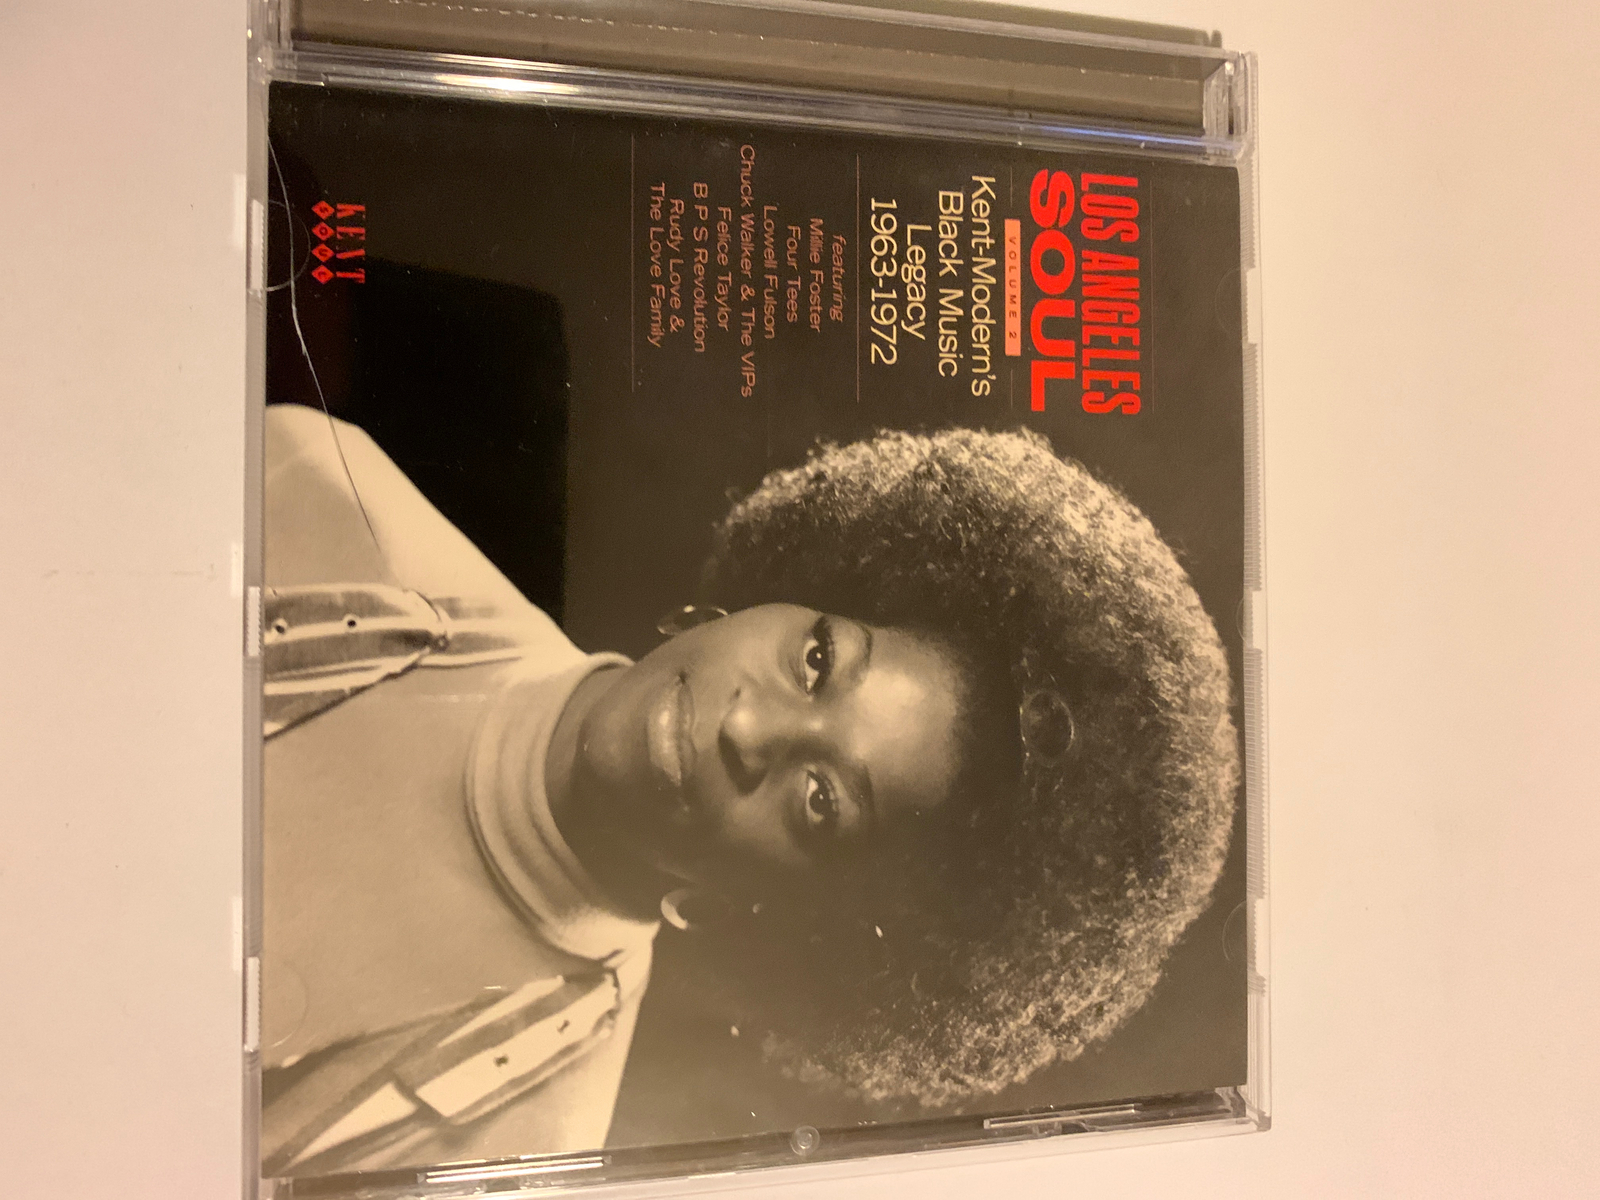 LOS ANGELES
SOUL
VOLUME 2
Kent-Modern's
Black Music
Legacy
1963-1972
featuring
Millie Foster
Four Tees
Lowell Fulson
Chuck Walker & The VIPs
Felice Taylor
B P S Revolution
Rudy Love &
The Love Family
KENT
SOUL